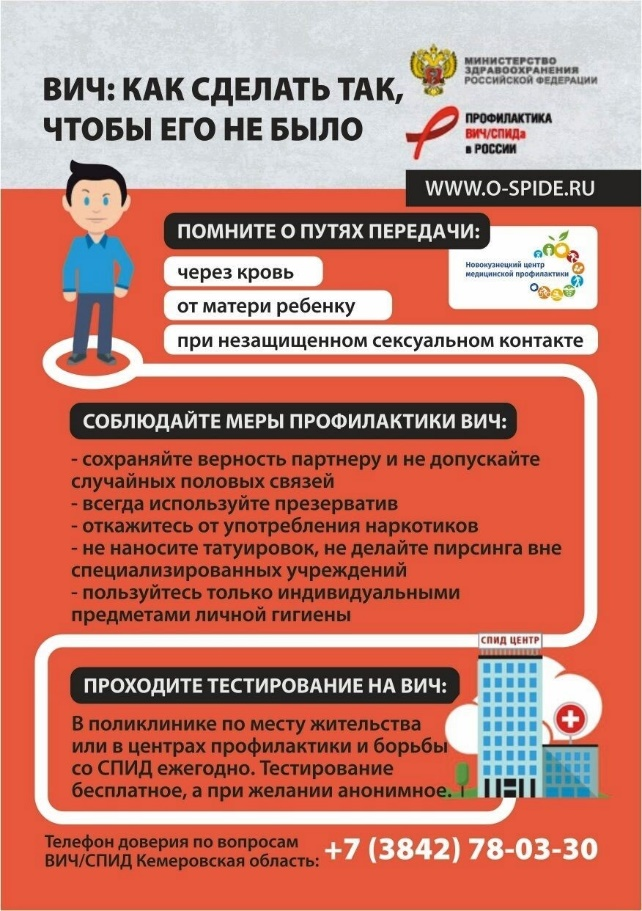 ВИЧ: КАК СДЕЛАТЬ ТАК,
ЧТОБЫ ЕГО НЕ БЫЛО
МИНИСТЕРСТВО
ЗДРАВООХРАНЕНИЯ
РОССИЙСКОЙ ФЕДЕРАЦИИ
ПРОФИЛАКТИКА
ВИЧ/СПИДа
в РОССИИ
WWW.O-SPIDE.RU
ПОМНИТЕ О ПУТЯХ ПЕРЕДАЧИ:
Новокузнецкий центр
медицинской профилактики
через кровь
от матери ребенку
при незащищенном сексуальном контакте
СОБЛЮДАЙТЕ МЕРЫ ПРОФИЛАКТИКИ ВИЧ:
- сохраняйте верность партнеру и не допускайте
случайных половых связей
- всегда используйте презерватив
- откажитесь от употребления наркотиков
- не наносите татуировок, не делайте пирсинга вне
специализированных учреждений
- пользуйтесь только индивидуальными
предметами личной гигиены
СПИД ЦЕНТР
ПРОХОДИТЕ ТЕСТИРОВАНИЕ НА ВИЧ:
В поликлинике по месту жительства
или в центрах профилактики и борьбы
со СПИД ежегодно. Тестирование
бесплатное, а при желании анонимное.
Телефон доверия по вопросам
ВИЧ/СПИД Кемеровская область:
+7 (3842) 78-03-30